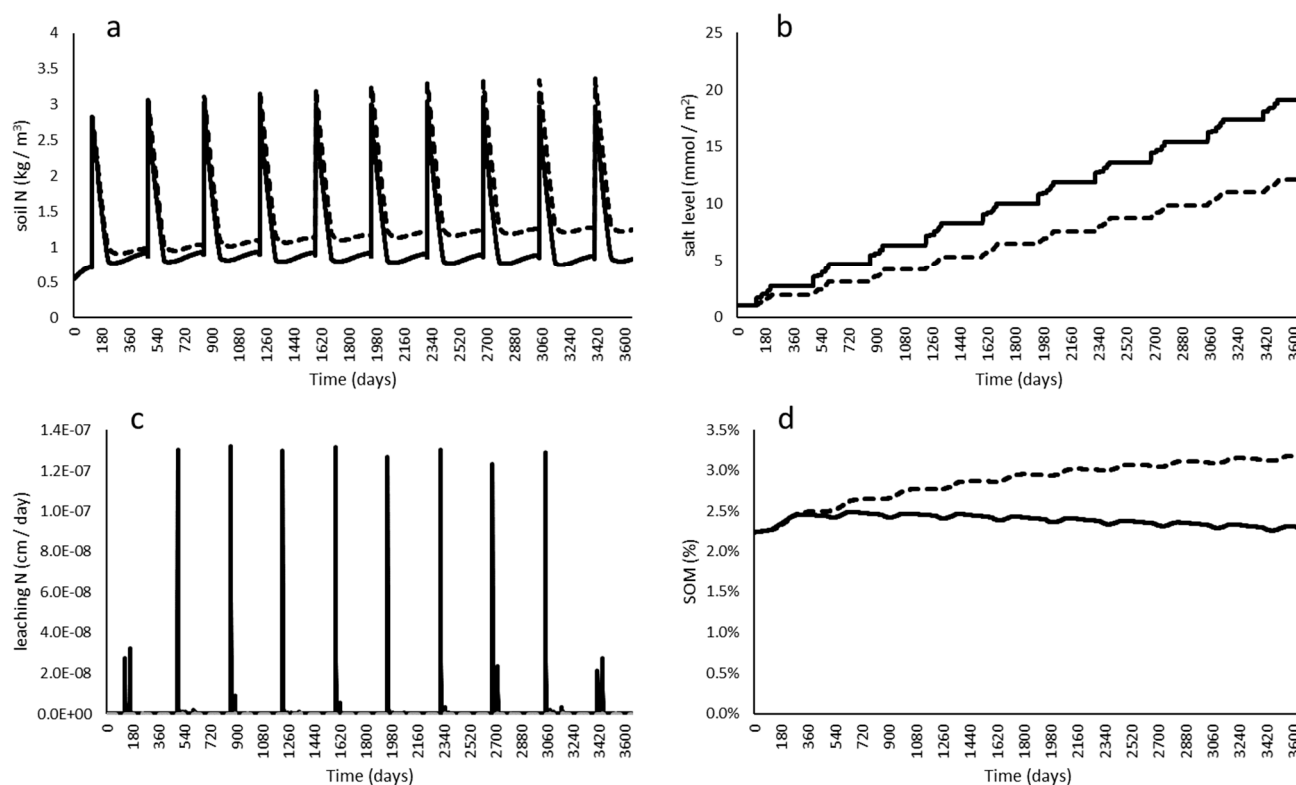 a
4
3.5
3
2.5
2
1.5
1
0.5
0
soil N (kg / m³)
0 180 360 540 720 900 1080 1260 1440 1620 1800 1980 2160 2340 2520 2700 2880 3060 3240 3420 3600
Time (days)
b
25
20
15
10
5
0
salt level (mmol / m²)
0 180 360 540 720 900 1080 1260 1440 1620 1800 1980 2160 2340 2520 2700 2880 3060 3240 3420 3600
Time (days)
c
1.4E-07
1.2E-07
1.0E-07
8.0E-08
6.0E-08
4.0E-08
2.0E-08
0.0E+00
leaching N (cm / day)
0 180 360 540 720 900 1080 1260 1440 1620 1800 1980 2160 2340 2520 2700 2880 3060 3240 3420 3600
Time (days)
d
3.5%
3.0%
2.5%
2.0%
1.5%
1.0%
0.5%
0.0%
SOM (%)
0 180 360 540 720 900 1080 1260 1440 1620 1800 1980 2160 2340 2520 2700 2880 3060 3240 3420 3600
Time (days)